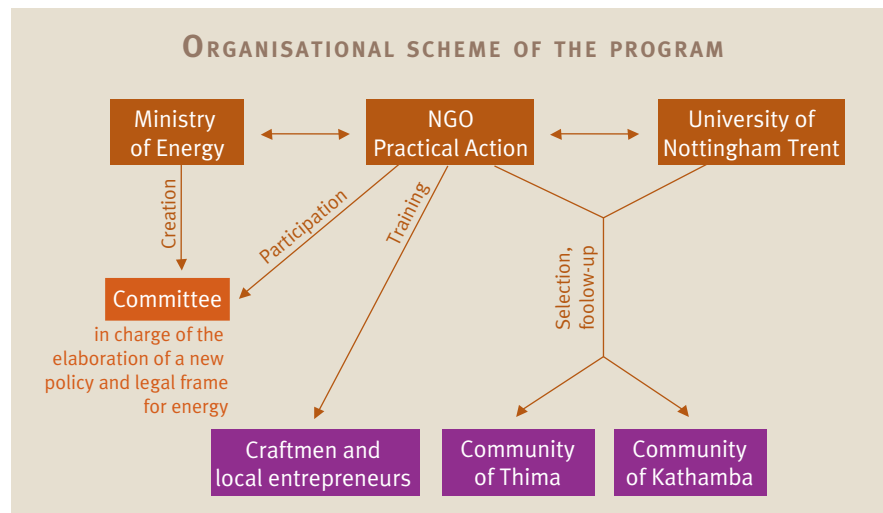 ORGANISATIONAL SCHEME OF THE PROGRAM
Ministry
of Energy
NGO
Practical Action
University of
Nottingham Trent
Creation
Participation
Training
Selection,
foolow-up
Committee
in charge of the
elaboration of a new
policy and legal frame
for energy
Craftmen and
local entrepreneurs
Community
of Thima
Community
of Kathamba